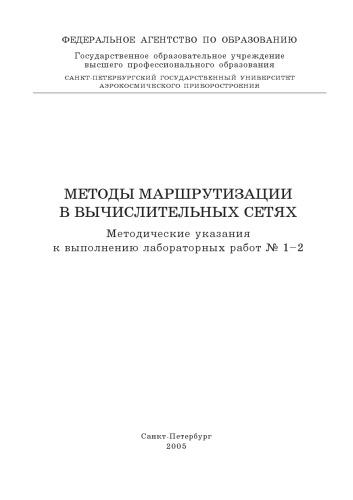 ФЕДЕРАЛЬНОЕ АГЕНТСТВО ПО ОБРАЗОВАНИЮ
Государственное образовательное учреждение
высшего профессионального образования
САНКТ-ПЕТЕРБУРГСКИЙ ГОСУДАРСТВЕННЫЙ УНИВЕРСИТЕТ
АЭРОКОСМИЧЕСКОГО ПРИБОРОСТРОЕНИЯ
МЕТОДЫ МАРШРУТИЗАЦИИ
В ВЫЧИСЛИТЕЛЬНЫХ СЕТЯХ
Методические указания
к выполнению лабораторных работ № 1–2
Санкт-Петербург
2005